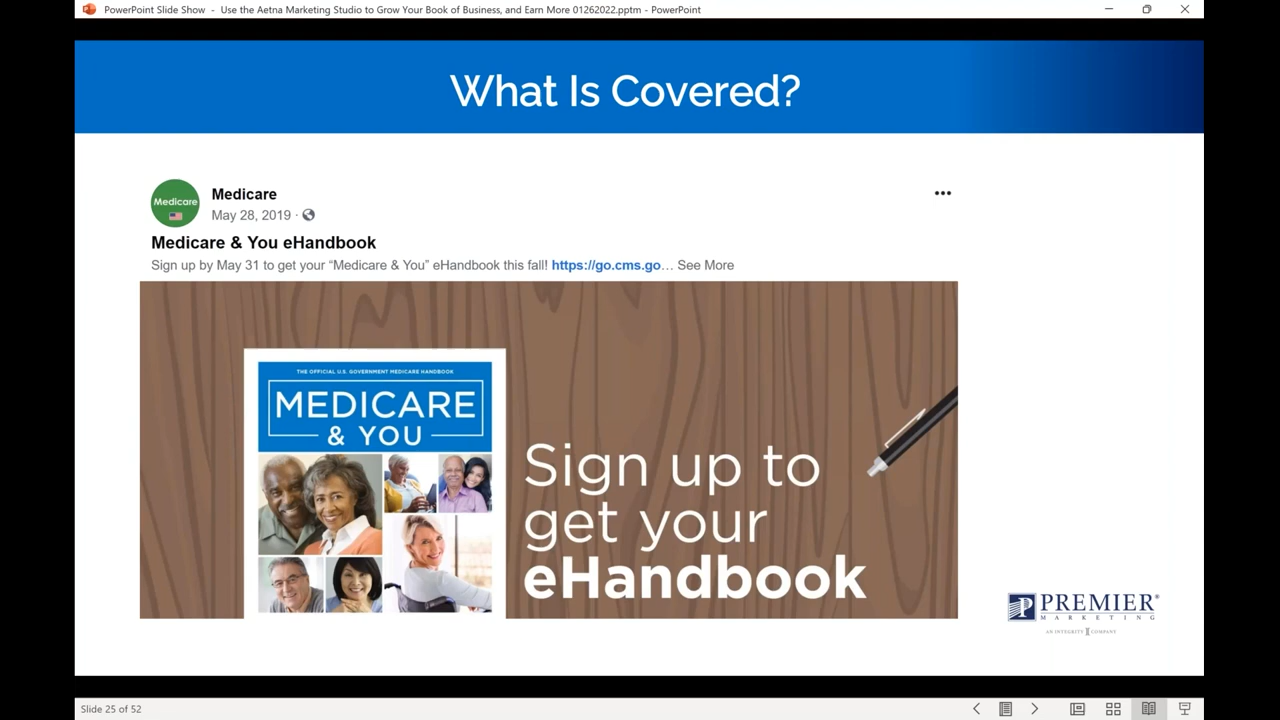 PowerPoint Slide Show - Use the Aetna Marketing Studio to Grow Your Book of Business, and Earn More 01262022.pptm - PowerPoint
What Is Covered?
Medicare
Medicare
May 28, 2019 ·
Medicare & You eHandbook
Sign up by May 31 to get your “Medicare & You” eHandbook this fall! https://go.cms.go… See More
THE OFFICIAL U.S. GOVERNMENT MEDICARE HANDBOOK
MEDICARE
& YOU
Sign up to
get your
eHandbook
PREMIER®
MARKETING
AN INTEGRITY COMPANY
Slide 25 of 52